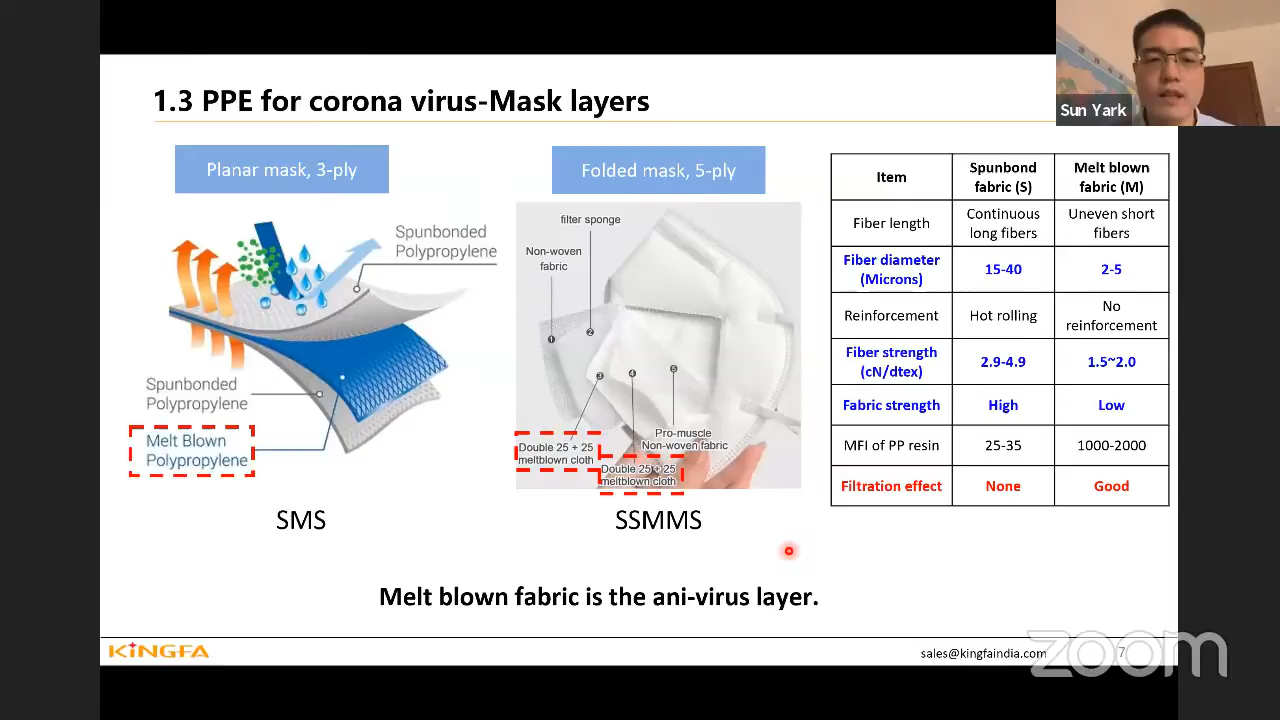 Sun Yark
1.3 PPE for corona virus-Mask layers
Planar mask, 3-ply
Spunbonded
Polypropylene
Spunbonded
Polypropylene
Melt Blown
Polypropylene
SMS
Folded mask, 5-ply
filter sponge
Non-woven
fabric
1
2
3
4
5
Pro-muscle
Non-woven fabric
Double 25 + 25
meltblown cloth
Double 25 + 25
meltblown cloth
SSMMS
Item Spunbond fabric (S) Melt blown fabric (M)
Fiber length Continuous long fibers Uneven short fibers
Fiber diameter (Microns) 15-40 2-5
Reinforcement Hot rolling No reinforcement
Fiber strength (cN/dtex) 2.9-4.9 1.5~2.0
Fabric strength High Low
MFI of PP resin 25-35 1000-2000
Filtration effect None Good
Melt blown fabric is the ani-virus layer.
KINGFA
sales@kingfaindia.com
7
zoom